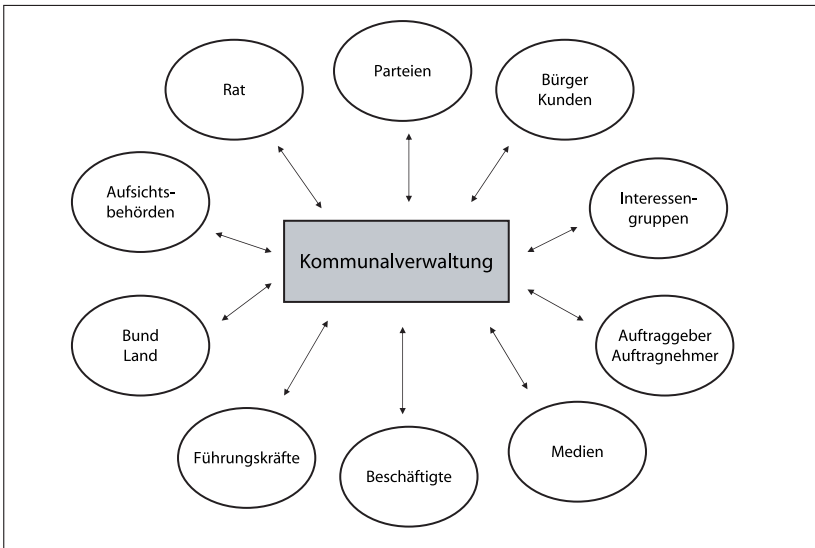 Parteien
Rat
Bürger
Kunden
Aufsichts-
behörden
Interessen-
gruppen
Kommunalverwaltung
Bund
Land
Auftraggeber
Auftragnehmer
Führungskräfte
Beschäftigte
Medien